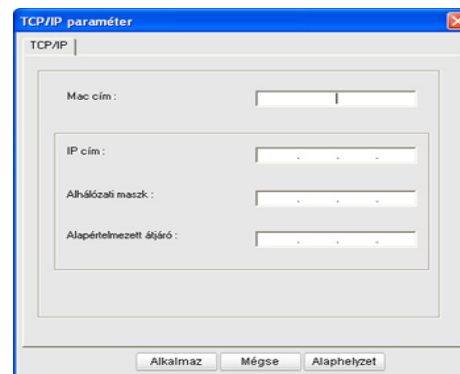 TCP/IP paraméter
TCP/IP
Mac cím :
IP cím :
Alhálózati maszk :
Alapértelmezett átjáró :
Alkalmaz Mégse Alaphelyzet